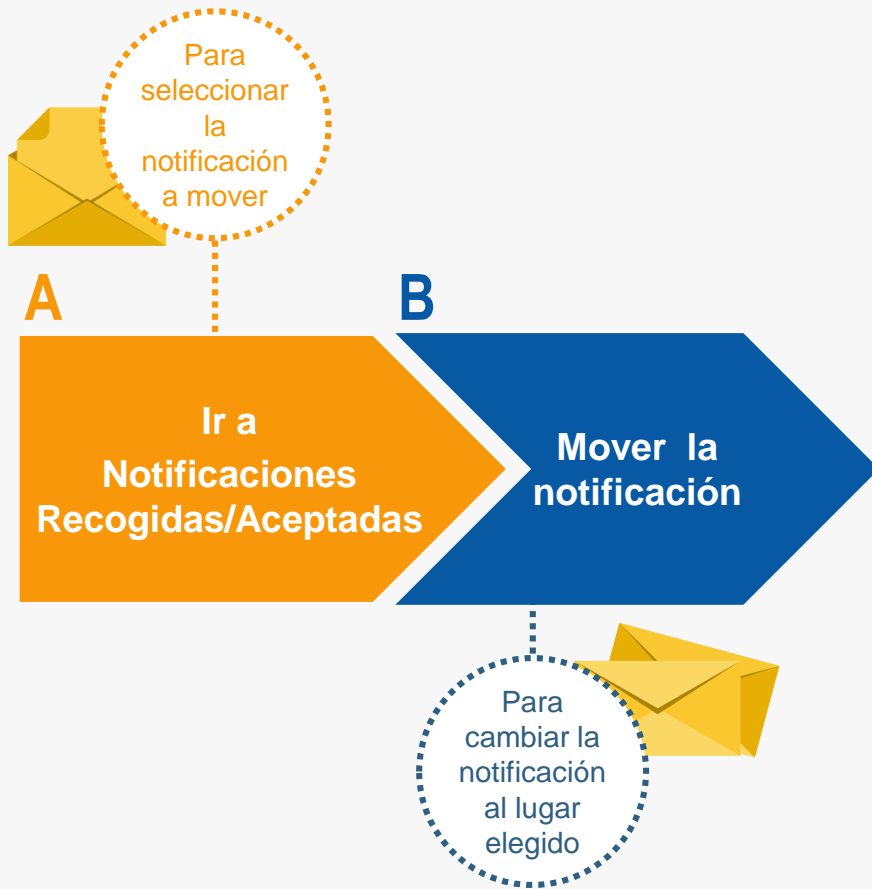 Para
seleccionar
la
notificación
a mover
A
Ir a
Notificaciones
Recogidas/Aceptadas
B
Mover la
notificación
Para
cambiar la
notificación
al lugar
elegido